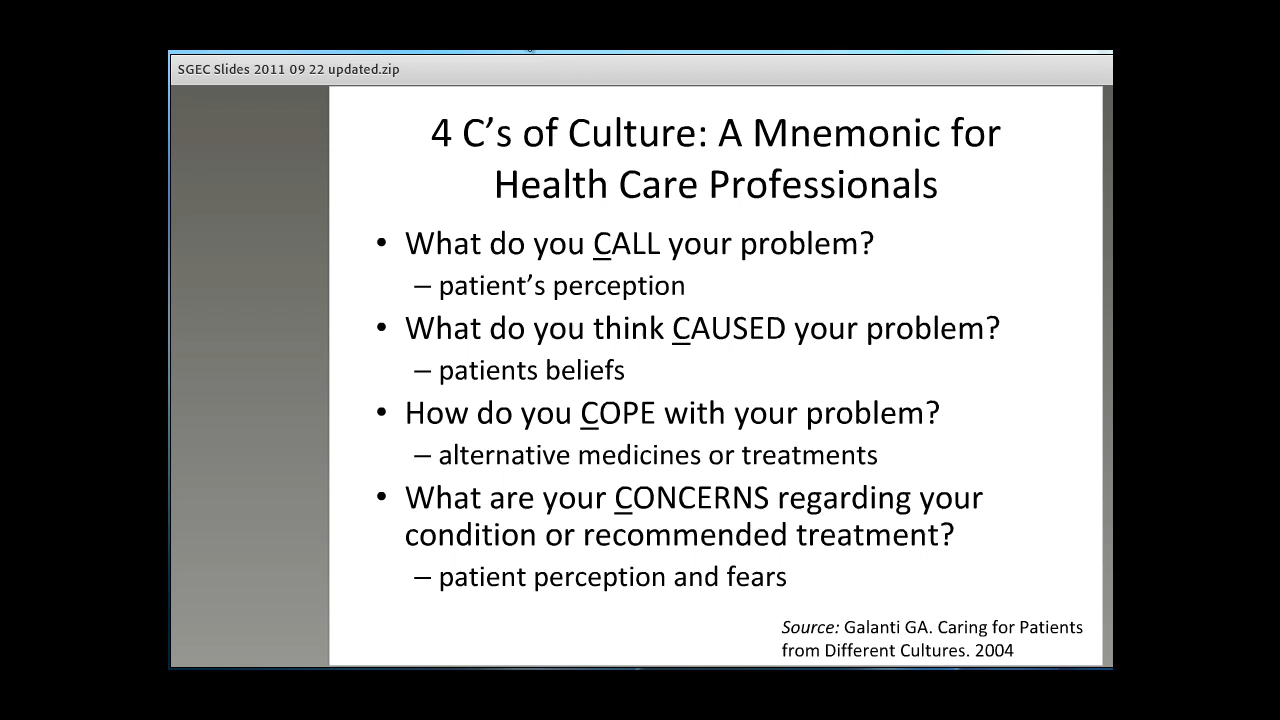 SGEC Slides 2011 09 22 updated.zip
4 C’s of Culture: A Mnemonic for
Health Care Professionals
• What do you CALL your problem?
– patient’s perception
• What do you think CAUSED your problem?
– patients beliefs
• How do you COPE with your problem?
– alternative medicines or treatments
• What are your CONCERNS regarding your
condition or recommended treatment?
– patient perception and fears
Source: Galanti GA. Caring for Patients
from Different Cultures. 2004